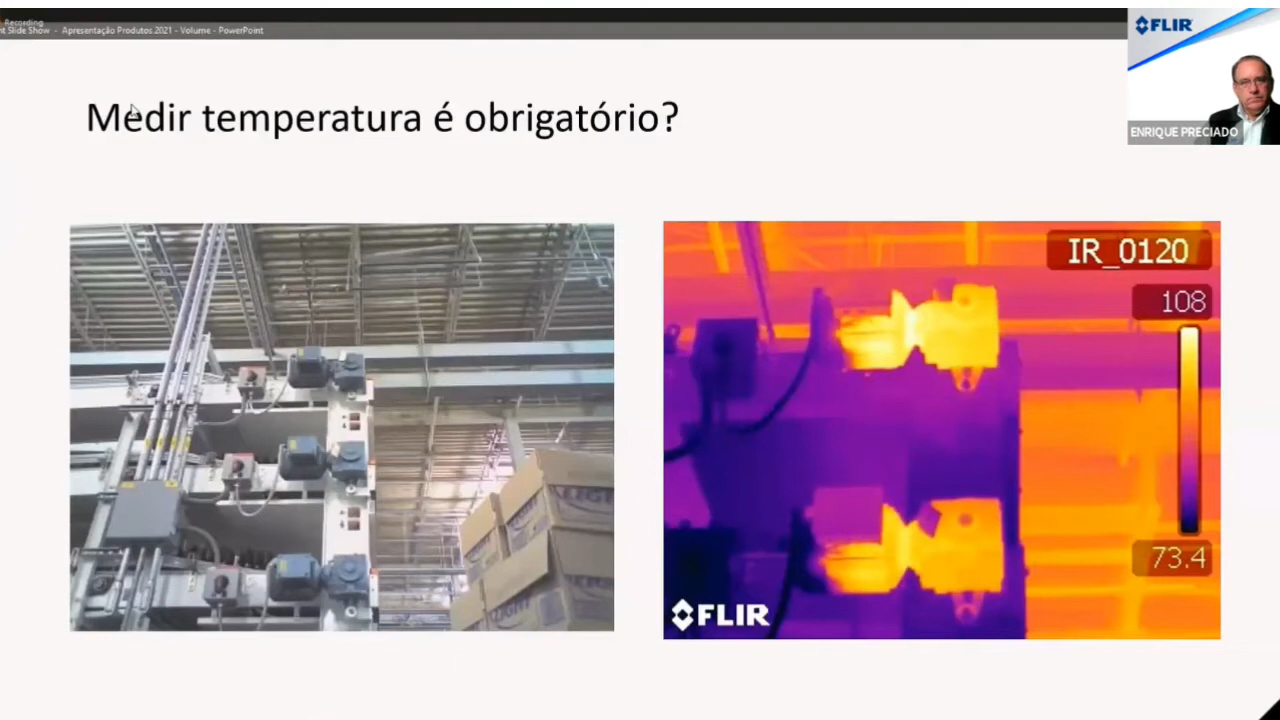 Recording
nt Slide Show - Apresentação Produtos 2021 - Volume - PowerPoint
FLIR
ENRIQUE PRECIADO
Medir temperatura é obrigatório?
IR_0120
108
73.4
FLIR